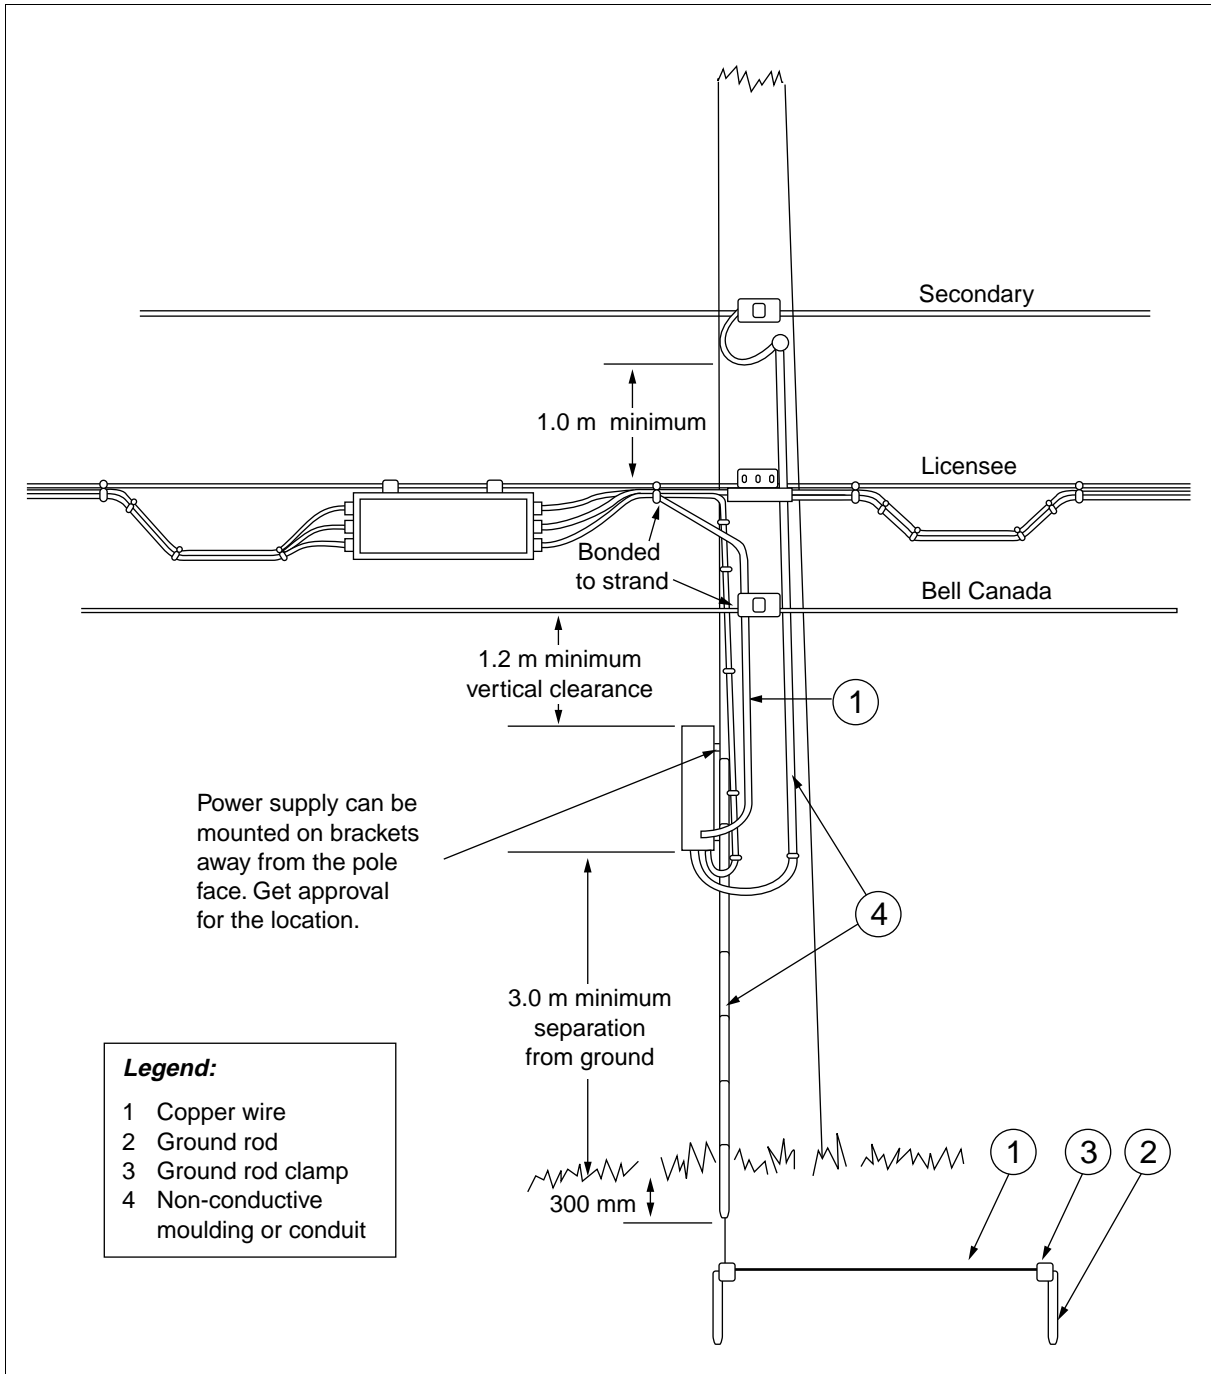 Secondary
1.0 m  minimum
Licensee
Bonded
to strand
Bell Canada
1.2 m minimum
vertical clearance
1
Power supply can be
mounted on brackets
away from the pole
face. Get approval
for the location.
4
3.0 m minimum
separation
from ground
Legend:
1 Copper wire
2 Ground rod
3 Ground rod clamp
4 Non-conductive
moulding or conduit
1
3
2
300 mm